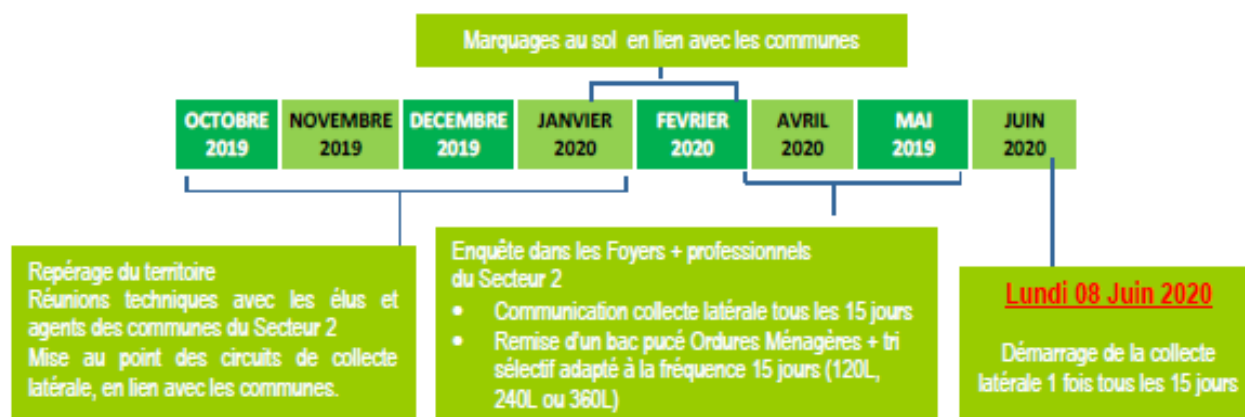 Marquages au sol en lien avec les communes
OCTOBRE 2019
NOVEMBRE 2019
DECEMBRE 2019
JANVIER 2020
FEVRIER 2020
AVRIL 2020
MAI 2019
JUIN 2020
Repérage du territoire
Réunions techniques avec les élus et
agents des communes du Secteur 2
Mise au point des circuits de collecte
latérale, en lien avec les communes.
Enquête dans les Foyers + professionnels
du Secteur 2
• Communication collecte latérale tous les 15 jours
• Remise d'un bac pucé Ordures Ménagères + tri
sélectif adapté à la fréquence 15 jours (120L,
240L ou 360L)
Lundi 08 Juin 2020
Démarrage de la collecte
latérale 1 fois tous les 15 jours